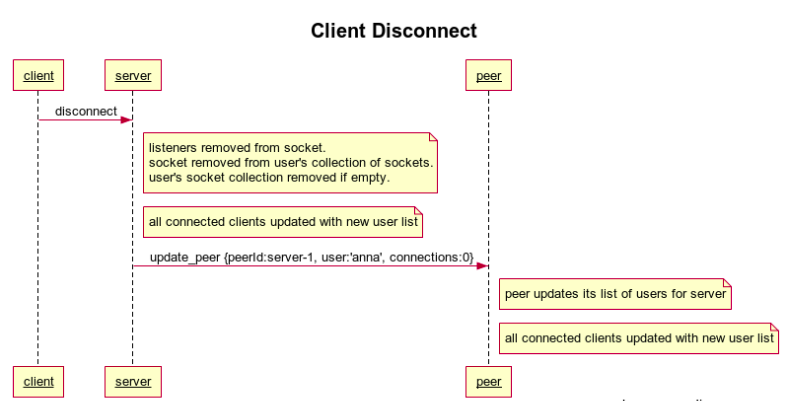 Client Disconnect
client
server
peer
disconnect
listeners removed from socket.
socket removed from user's collection of sockets.
user's socket collection removed if empty.
all connected clients updated with new user list
update_peer {peerId:server-1, user:'anna', connections:0}
peer updates its list of users for server
all connected clients updated with new user list
client
server
peer